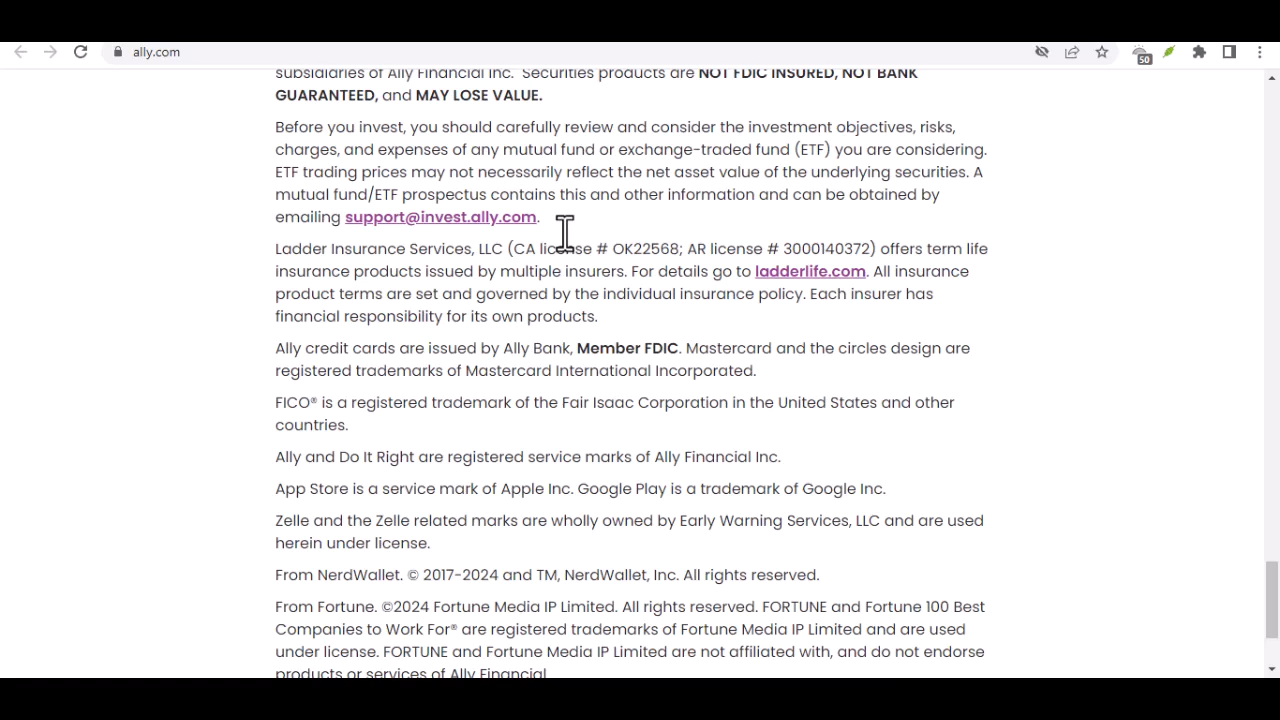 ally.com
50
subsidiaries of Ally Financial Inc. Securities products are NOT FDIC INSURED, NOT BANK
GUARANTEED, and MAY LOSE VALUE.
Before you invest, you should carefully review and consider the investment objectives, risks,
charges, and expenses of any mutual fund or exchange-traded fund (ETF) you are considering.
ETF trading prices may not necessarily reflect the net asset value of the underlying securities. A
mutual fund/ETF prospectus contains this and other information and can be obtained by
emailing support@invest.ally.com.
Ladder Insurance Services, LLC (CA license # OK22568; AR license # 3000140372) offers term life
insurance products issued by multiple insurers. For details go to ladderlife.com. All insurance
product terms are set and governed by the individual insurance policy. Each insurer has
financial responsibility for its own products.
Ally credit cards are issued by Ally Bank, Member FDIC. Mastercard and the circles design are
registered trademarks of Mastercard International Incorporated.
FICO® is a registered trademark of the Fair Isaac Corporation in the United States and other
countries.
Ally and Do It Right are registered service marks of Ally Financial Inc.
App Store is a service mark of Apple Inc. Google Play is a trademark of Google Inc.
Zelle and the Zelle related marks are wholly owned by Early Warning Services, LLC and are used
herein under license.
From NerdWallet. © 2017-2024 and TM, NerdWallet, Inc. All rights reserved.
From Fortune. ©2024 Fortune Media IP Limited. All rights reserved. FORTUNE and Fortune 100 Best
Companies to Work For® are registered trademarks of Fortune Media IP Limited and are used
under license. FORTUNE and Fortune Media IP Limited are not affiliated with, and do not endorse
products or services of Ally Financial